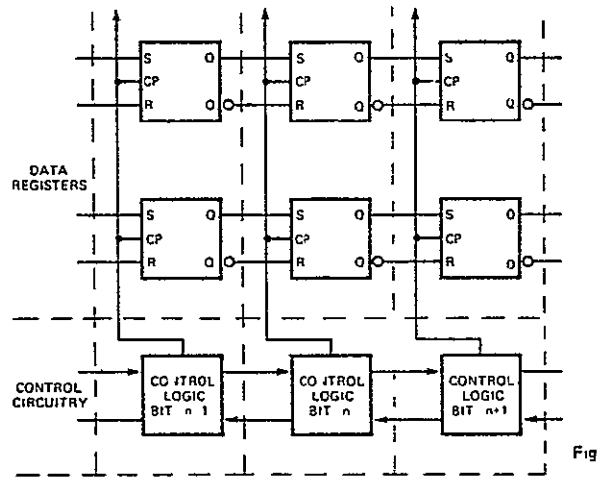 S Q S Q S Q
CP CP CP
R Q R Q R Q
DATA
REGISTERS
S Q S Q S Q
CP CP CP
R Q R Q R Q
CONTROL
CIRCUITRY
CONTROL CONTROL CONTROL
LOGIC LOGIC LOGIC
BIT n-1 BIT n BIT n+1
Fig